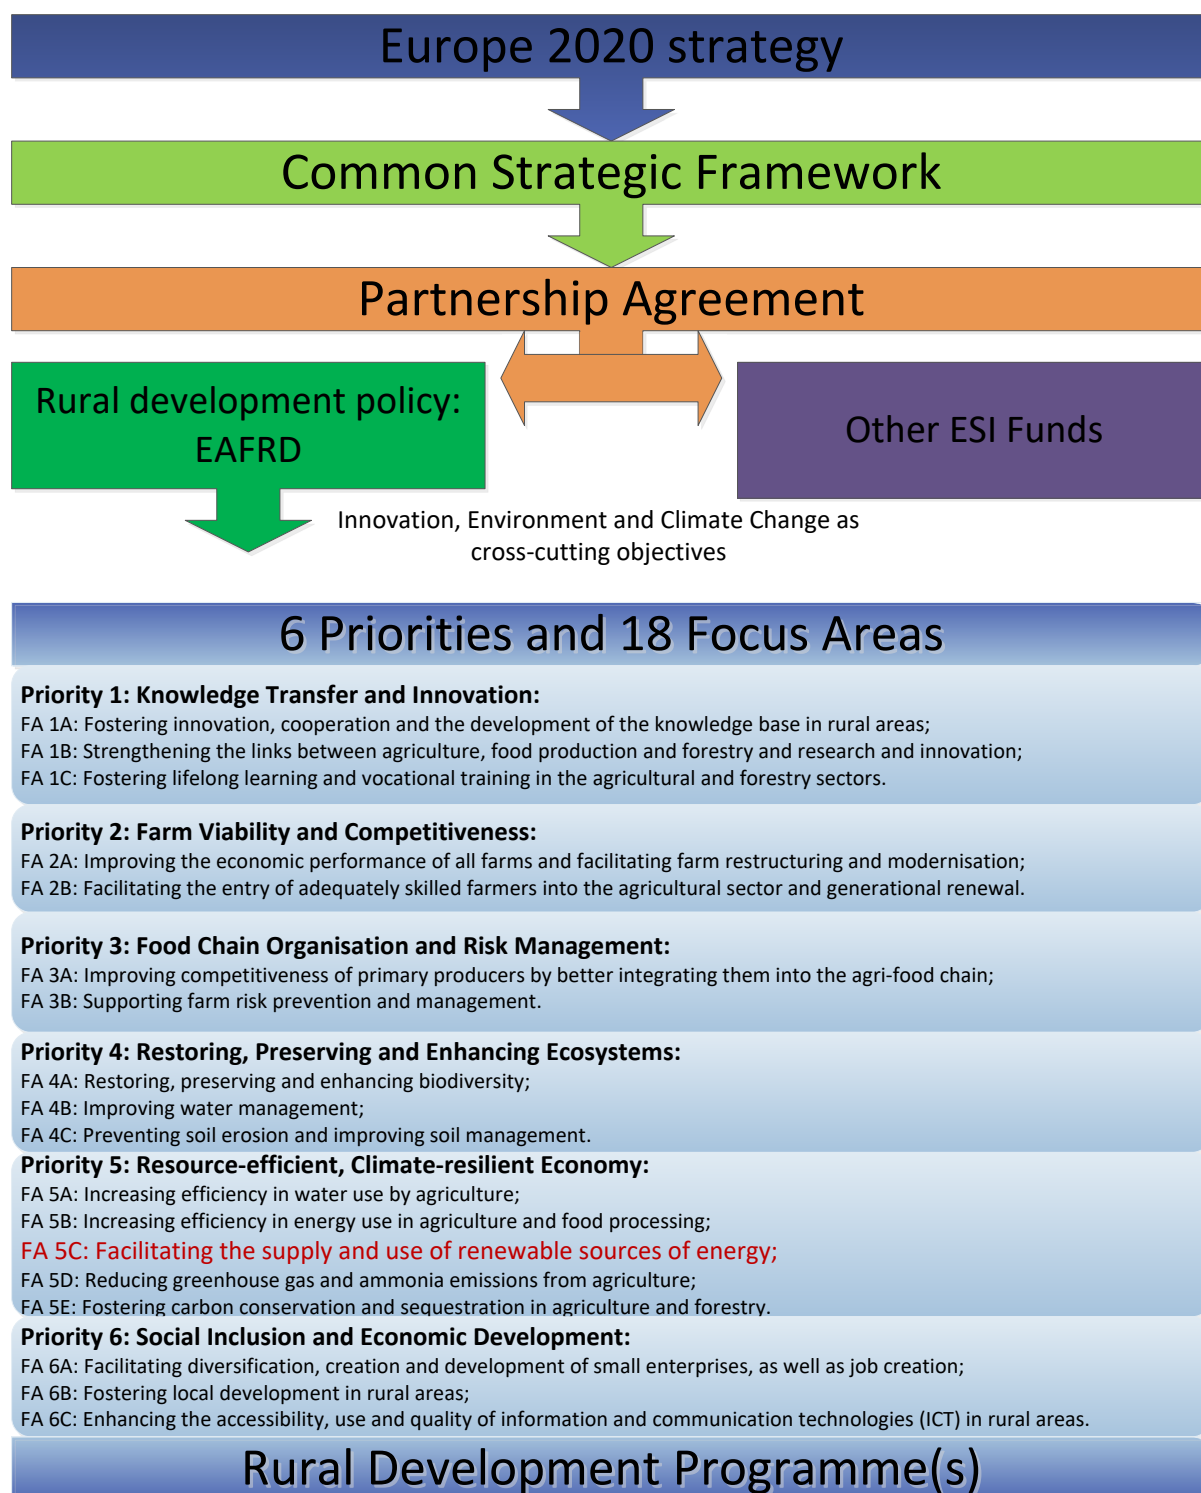 Europe 2020 strategy
Common Strategic Framework
Partnership Agreement
Rural development policy:
EAFRD
Other ESI Funds
Innovation, Environment and Climate Change as
cross-cutting objectives
6 Priorities and 18 Focus Areas
Priority 1: Knowledge Transfer and Innovation:
FA 1A: Fostering innovation, cooperation and the development of the knowledge base in rural areas;
FA 1B: Strengthening the links between agriculture, food production and forestry and research and innovation;
FA 1C: Fostering lifelong learning and vocational training in the agricultural and forestry sectors.
Priority 2: Farm Viability and Competitiveness:
FA 2A: Improving the economic performance of all farms and facilitating farm restructuring and modernisation;
FA 2B: Facilitating the entry of adequately skilled farmers into the agricultural sector and generational renewal.
Priority 3: Food Chain Organisation and Risk Management:
FA 3A: Improving competitiveness of primary producers by better integrating them into the agri-food chain;
FA 3B: Supporting farm risk prevention and management.
Priority 4: Restoring, Preserving and Enhancing Ecosystems:
FA 4A: Restoring, preserving and enhancing biodiversity;
FA 4B: Improving water management;
FA 4C: Preventing soil erosion and improving soil management.
Priority 5: Resource-efficient, Climate-resilient Economy:
FA 5A: Increasing efficiency in water use by agriculture;
FA 5B: Increasing efficiency in energy use in agriculture and food processing;
FA 5C: Facilitating the supply and use of renewable sources of energy;
FA 5D: Reducing greenhouse gas and ammonia emissions from agriculture;
FA 5E: Fostering carbon conservation and sequestration in agriculture and forestry.
Priority 6: Social Inclusion and Economic Development:
FA 6A: Facilitating diversification, creation and development of small enterprises, as well as job creation;
FA 6B: Fostering local development in rural areas;
FA 6C: Enhancing the accessibility, use and quality of information and communication technologies (ICT) in rural areas.
Rural Development Programme(s)